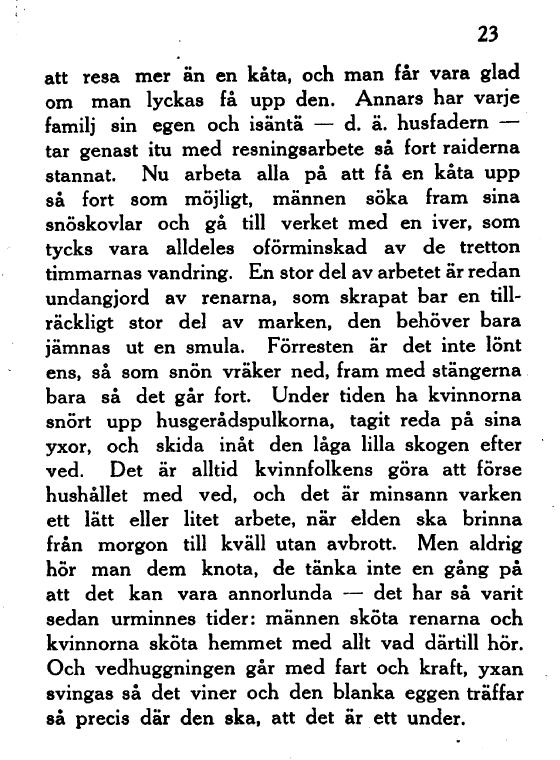 23
att resa mer än en kåta, och man får vara glad
om man lyckas få upp den. Annars har varje
familj sin egen och isäntä — d. ä. husfadern —
tar genast itu med resningsarbete så fort raiderna
stannat. Nu arbeta alla på att få en kåta upp
så fort som möjligt, männen söka fram sina
snöskovlar och gå till verket med en iver, som
tycks vara alldeles oförminskad av de tretton
timmarnas vandring. En stor del av arbetet är redan
undangjord av renarna, som skrapat bar en till-
räckligt stor del av marken, den behöver bara
jämnas ut en smula. Förresten är det inte lönt
ens, så som snön vräker ned, fram med stängerna
bara så det går fort. Under tiden ha kvinnorna
snört upp husgerådspulkorna, tagit reda på sina
yxor, och skida inåt den låga lilla skogen efter
ved. Det är alltid kvinnfolkens göra att förse
hushållet med ved, och det är minsann varken
ett lätt eller litet arbete, när elden ska brinna
från morgon till kväll utan avbrott. Men aldrig
hör man dem knota, de tänka inte en gång på
att det kan vara annorlunda — det har så varit
sedan urminnes tider: männen sköta renarna och
kvinnorna sköta hemmet med allt vad därtill hör.
Och vedhuggningen går med fart och kraft, yxan
svingas så det viner och den blanka eggen träffar
så precis där den ska, att det är ett under.